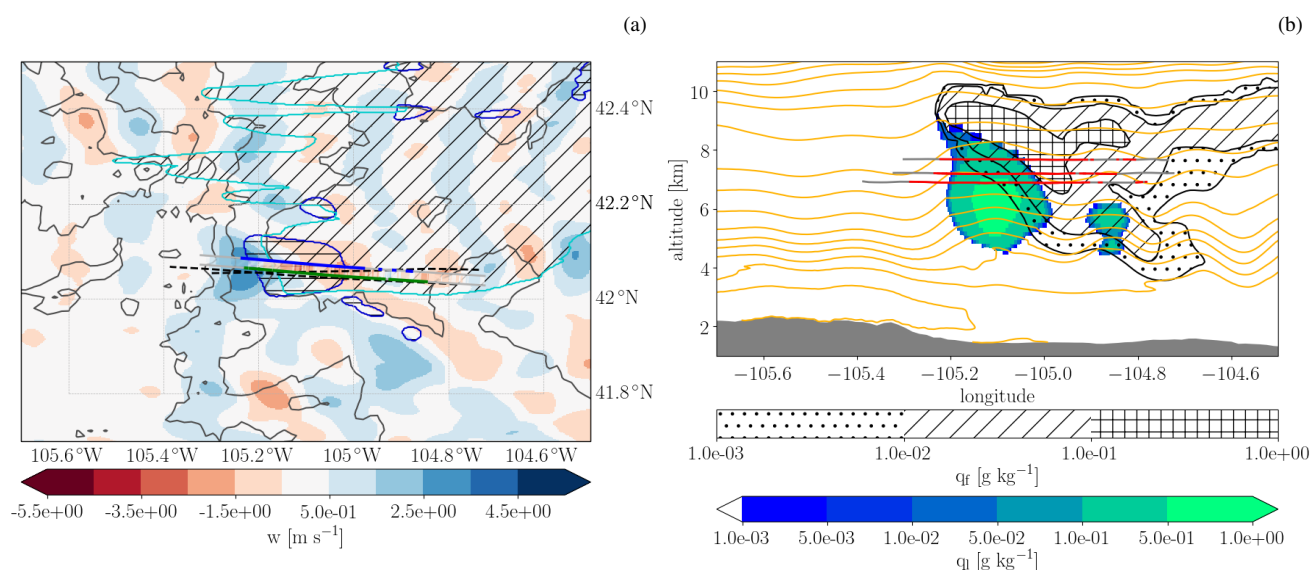 (a)
(b)
42.4°N
42.2°N
42°N
41.8°N
105.6°W 105.4°W 105.2°W 105°W 104.8°W 104.6°W
-5.5e+00 -3.5e+00 -1.5e+00 5.0e-01 2.5e+00 4.5e+00
w [m s⁻¹]
10
8
6
4
2
altitude [km]
−105.6 −105.4 −105.2 −105.0 −104.8 −104.6
longitude
1.0e-03 1.0e-02 1.0e-01 1.0e+00
q_f [g kg⁻¹]
1.0e-03 5.0e-03 1.0e-02 5.0e-02 1.0e-01 5.0e-01 1.0e+00
q_l [g kg⁻¹]